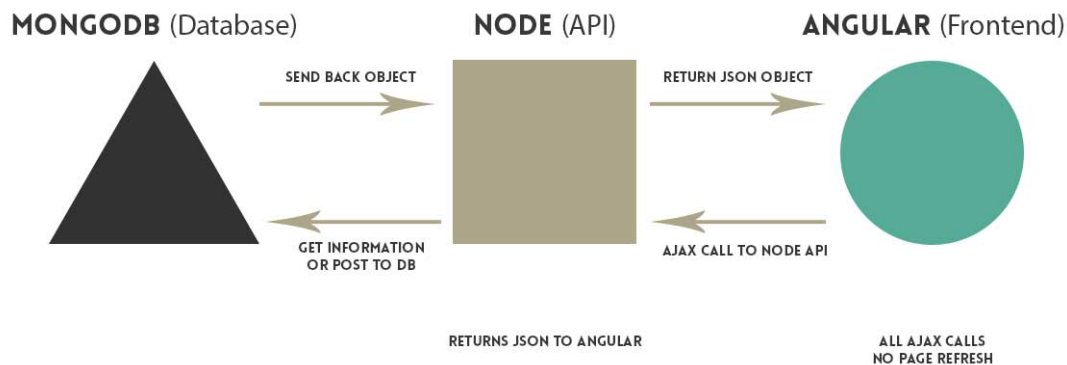 MONGODB (Database)
NODE (API)
ANGULAR (Frontend)
SEND BACK OBJECT
RETURN JSON OBJECT
GET INFORMATION
OR POST TO DB
AJAX CALL TO NODE API
RETURNS JSON TO ANGULAR
ALL AJAX CALLS
NO PAGE REFRESH